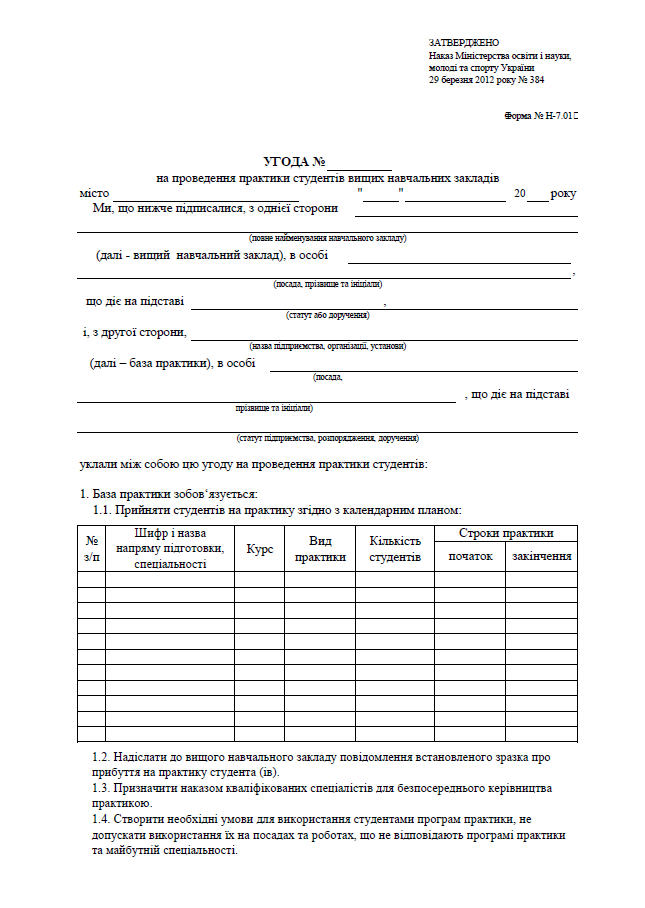 ЗАТВЕРДЖЕНО
Наказ Міністерства освіти і науки,
молоді та спорту України
29 березня 2012 року № 384
Форма № Н-7.01
УГОДА №
на проведення практики студентів вищих навчальних закладів
місто "____" 20___ року
Ми, що нижче підписалися, з однієї сторони
(повне найменування навчального закладу)
(далі - вищий навчальний заклад), в особі
,
(посада, прізвище та ініціали)
що діє на підставі ,
(статут або доручення)
і, з другої сторони,
(назва підприємства, організації, установи)
(далі – база практики), в особі
(посада,
, що діє на підставі
прізвище та ініціали)
(статут підприємства, розпорядження, доручення)
уклали між собою цю угоду на проведення практики студентів:
1. База практики зобов‘язується:
1.1. Прийняти студентів на практику згідно з календарним планом:
№ з/п
Шифр і назва
напряму підготовки,
спеціальності
Курс
Вид
практики
Кількість
студентів
Строки практики
початок
закінчення
1.2. Надіслати до вищого навчального закладу повідомлення встановленого зразка про
прибуття на практику студента (ів).
1.3. Призначити наказом кваліфікованих спеціалістів для безпосереднього керівництва
практикою.
1.4. Створити необхідні умови для використання студентами програм практики, не
допускати використання їх на посадах та роботах, що не відповідають програмі практики
та майбутній спеціальності.